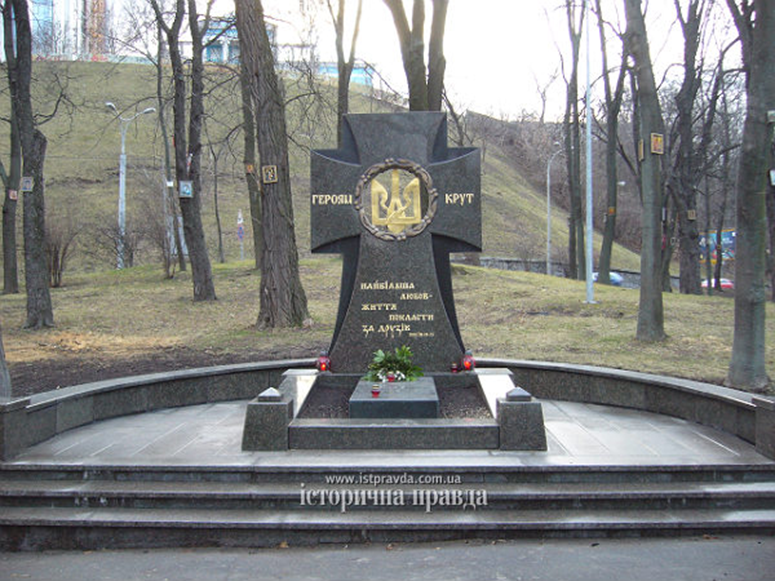 ГЕРОЯМ КРУТ
НАЙБІЛЬША
ЛЮБОВ-
ЖИТТЯ
ПОКЛАСТИ
ЗА ДРУЗІВ
www.istpravda.com.ua
історична правда